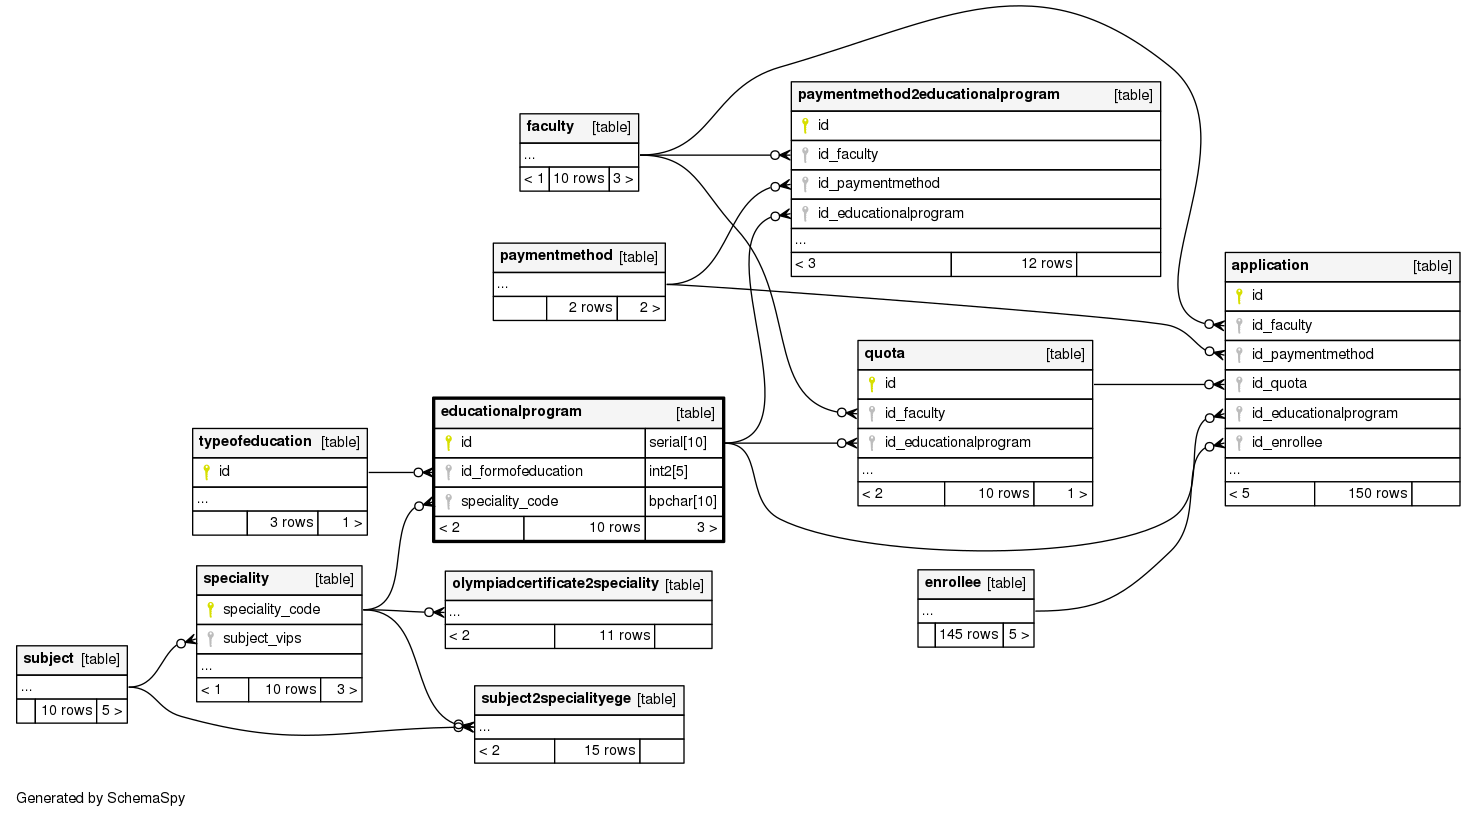 faculty [table]
...
< 1 10 rows 3 >
paymentmethod2educationalprogram [table]
id
id_faculty
id_paymentmethod
id_educationalprogram
...
< 3 12 rows
paymentmethod [table]
...
2 rows 2 >
application [table]
id
id_faculty
id_paymentmethod
id_quota
id_educationalprogram
id_enrollee
...
< 5 150 rows
quota [table]
id
id_faculty
id_educationalprogram
...
< 2 10 rows 1 >
educationalprogram [table]
id serial[10]
id_formofeducation int2[5]
speciality_code bpchar[10]
< 2 10 rows 3 >
typeofeducation [table]
id
...
3 rows 1 >
speciality [table]
speciality_code
subject_vips
...
< 1 10 rows 3 >
olympiadcertificate2speciality [table]
...
< 2 11 rows
enrollee [table]
...
145 rows 5 >
subject [table]
...
10 rows 5 >
subject2specialityege [table]
...
< 2 15 rows
Generated by SchemaSpy